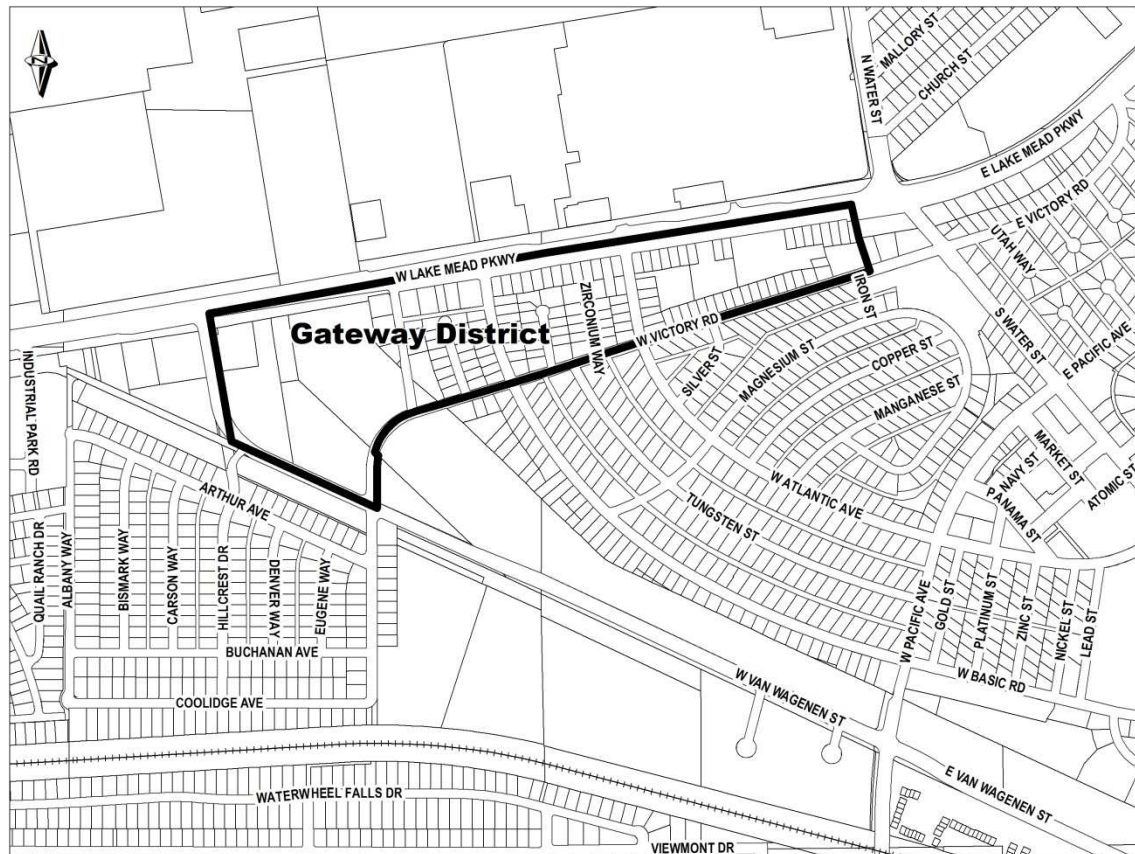 MALLORY ST
CHURCH ST
N WATER ST
E LAKE MEAD PKWY
E VICTORY RD
UTAH WAY
W LAKE MEAD PKWY
ZIRCONIUM WAY
IRON ST
S WATER ST
E PACIFIC AVE
Gateway District
W VICTORY RD
SILVER ST
MAGNESIUM ST
COPPER ST
MANGANESE ST
INDUSTRIAL PARK RD
MARKET ST
NAVY ST
ATOMIC ST
PANAMA ST
ARTHUR AVE
W ATLANTIC AVE
TUNGSTEN ST
QUAIL RANCH DR
ALBANY WAY
BISMARK WAY
CARSON WAY
HILLCREST DR
DENVER WAY
EUGENE WAY
BUCHANAN AVE
COOLIDGE AVE
W PACIFIC AVE
GOLD ST
PLATINUM ST
ZINC ST
NICKEL ST
LEAD ST
W BASIC RD
W VAN WAGENEN ST
E VAN WAGENEN ST
WATERWHEEL FALLS DR
VIEWMONT DR